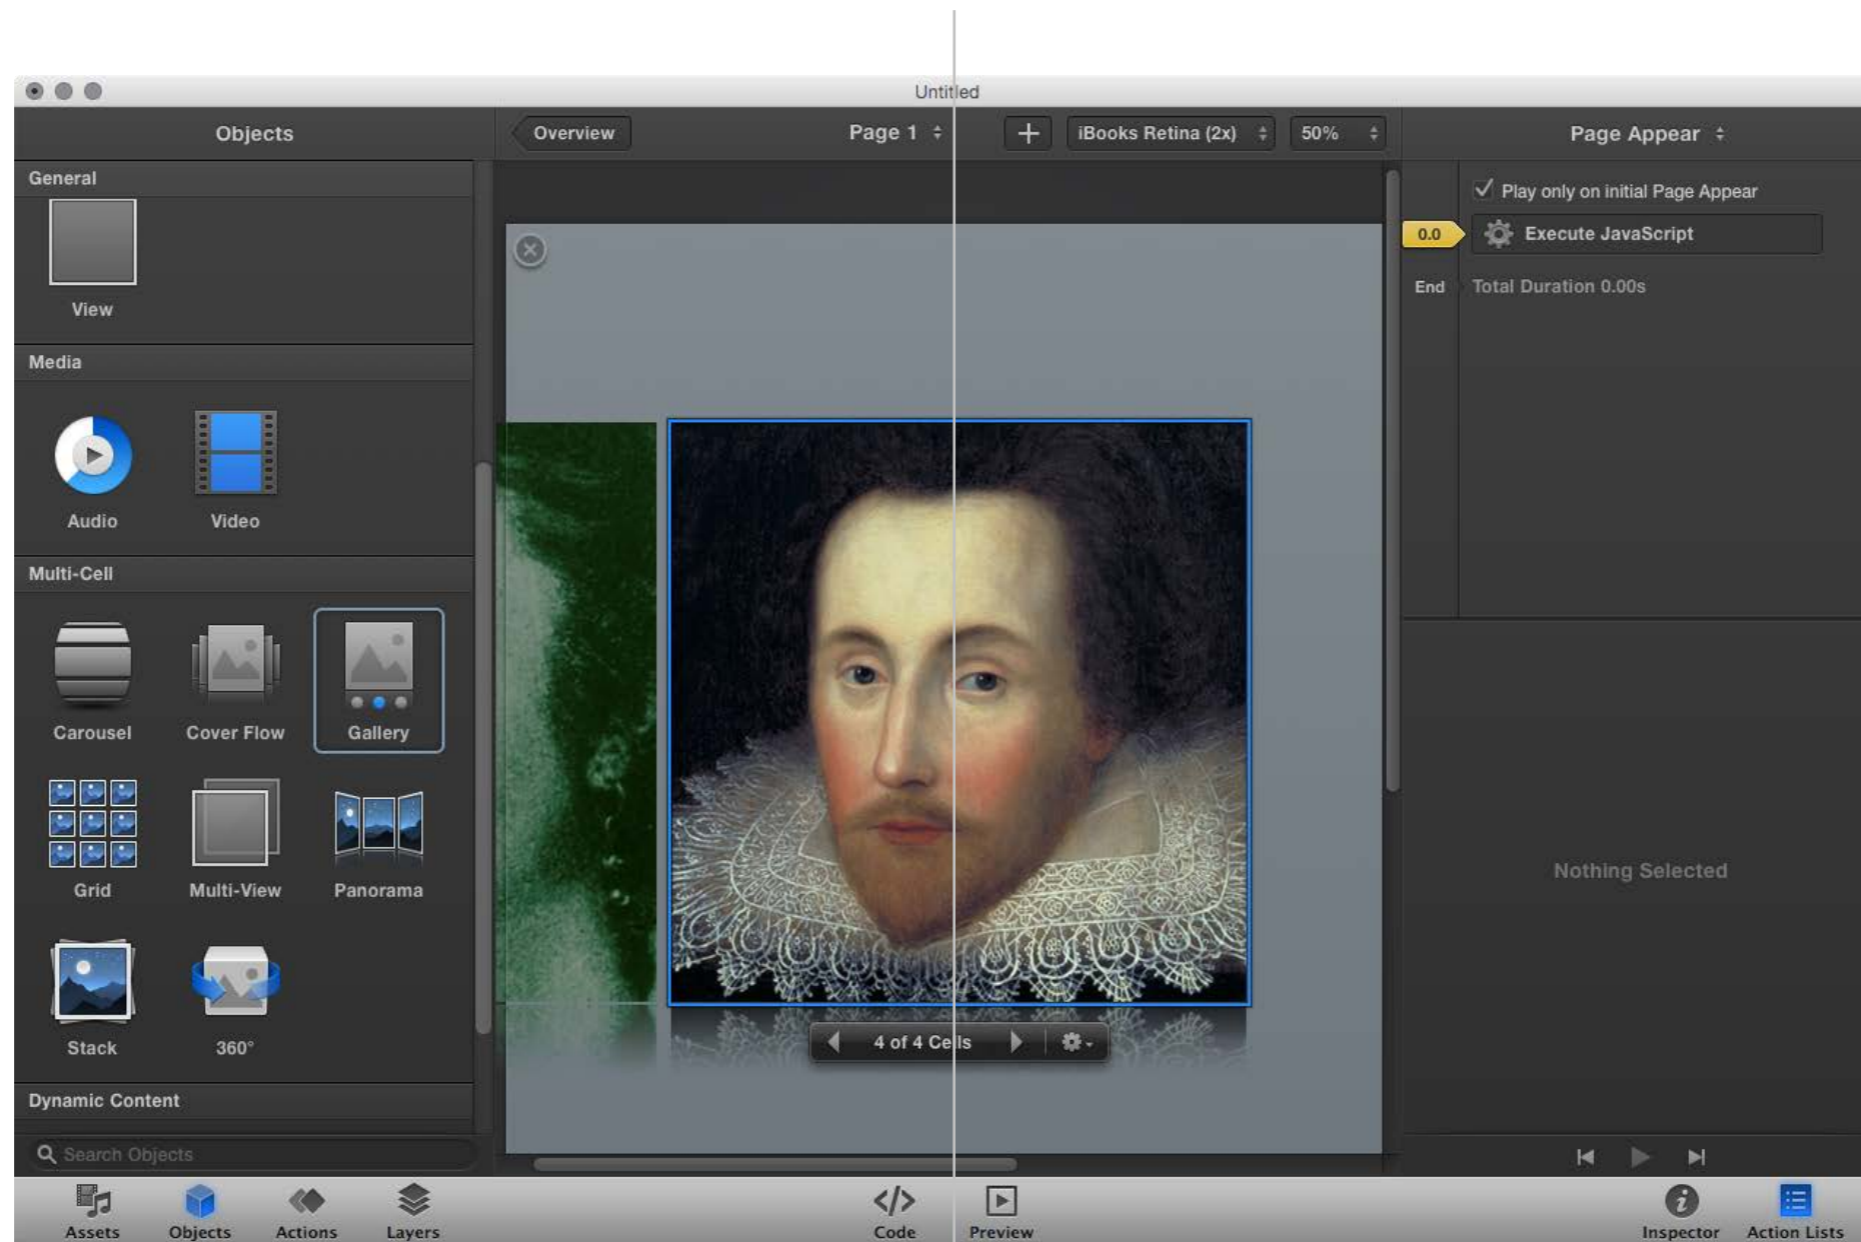 Untitled
Objects
Overview
Page 1
iBooks Retina (2x)
50%
Page Appear
General
View
Media
Audio
Video
Multi-Cell
Carousel
Cover Flow
Gallery
Grid
Multi-View
Panorama
Stack
360°
Dynamic Content
Search Objects
4 of 4 Cells
Play only on initial Page Appear
0.0
Execute JavaScript
End
Total Duration 0.00s
Nothing Selected
Assets
Objects
Actions
Layers
Code
Preview
Inspector
Action Lists